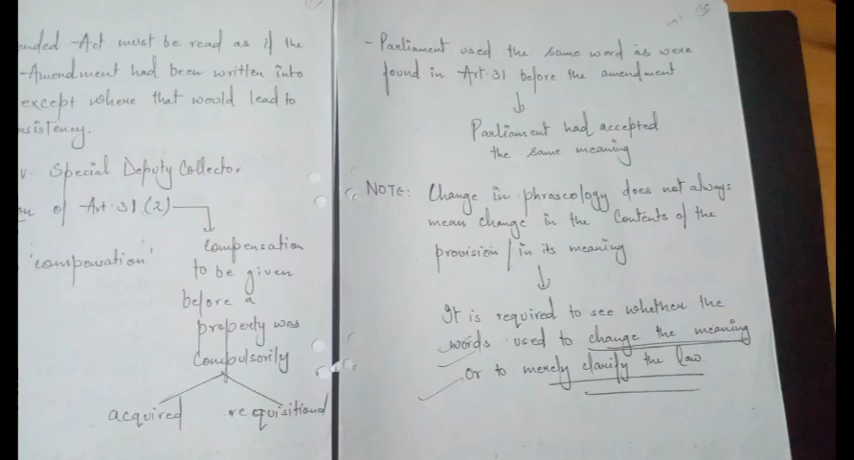 ended Act must be read as if the
Amendment had been written into
except where that would lead to
v. Special Deputy Collector
of Art. 31(2)
'compensation'
Compensation
to be given
before a
property was
Compulsorily
acquired requisitioned
- Parliament used the same word as were
found in Art. 31 before the amendment
Parliament had accepted
the same meaning
NOTE: Change in phraseology does not always
mean change in the Contents of the
provision / in its meaning
It is required to see whether the
words used to change the meaning
or to merely clarify the law.